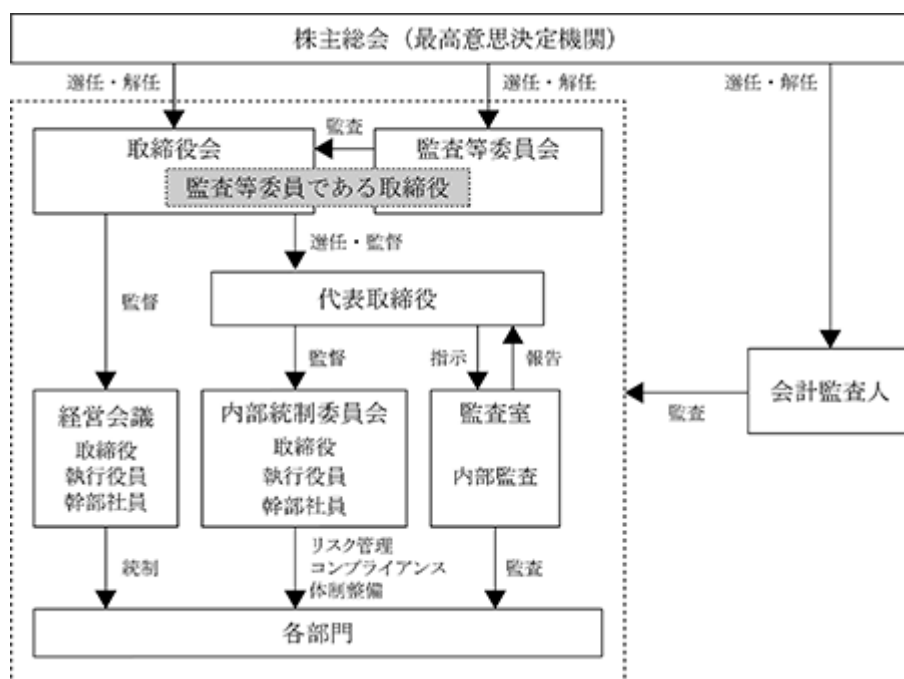 株主総会（最高意思決定機関）
選任・解任
選任・解任
選任・解任
取締役会
監査
監査等委員会
監査等委員である取締役
選任・監督
代表取締役
監督
監督
指示
報告
会計監査人
監査
経営会議
取締役
執行役員
幹部社員
内部統制委員会
取締役
執行役員
幹部社員
監査室
内部監査
統制
リスク管理
コンプライアンス
体制整備
監査
各部門